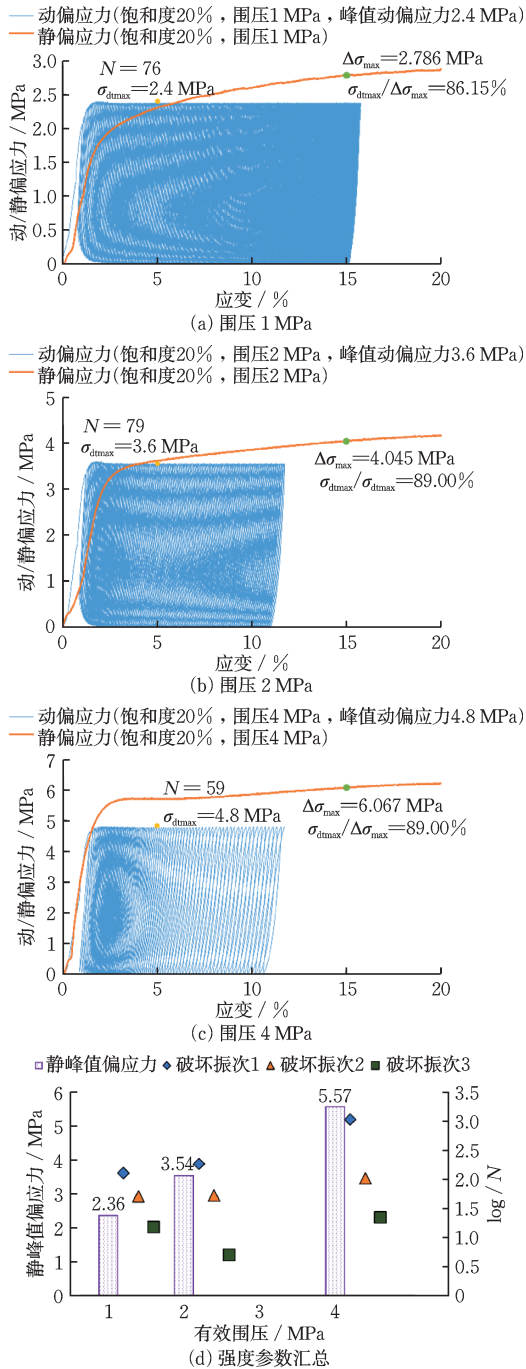 动偏应力(饱和度20%，围压1 MPa，峰值动偏应力2.4 MPa)
静偏应力(饱和度20%，围压1 MPa)
3.0
2.5
2.0
1.5
1.0
0.5
0
动/静偏应力 / MPa
N＝76
σdtmax=2.4 MPa
Δσmax=2.786 MPa
σdtmax/Δσmax=86.15%
0 5 10 15 20
应变 / %
(a) 围压 1 MPa
动偏应力(饱和度20%，围压2 MPa，峰值动偏应力3.6 MPa)
静偏应力(饱和度20%，围压2 MPa)
5
4
3
2
1
0
动/静偏应力 / MPa
N＝79
σdtmax=3.6 MPa
Δσmax=4.045 MPa
σdtmax/σdtmax=89.00%
0 5 10 15 20
应变 / %
(b) 围压 2 MPa
动偏应力(饱和度20%，围压4 MPa，峰值动偏应力4.8 MPa)
静偏应力(饱和度20%，围压4 MPa)
7
6
5
4
3
2
1
0
动/静偏应力 / MPa
N＝59
σdtmax=4.8 MPa
Δσmax=6.067 MPa
σdtmax/Δσmax=89.00%
0 5 10 15 20
应变 / %
(c) 围压 4 MPa
静峰值偏应力 破坏振次1 破坏振次2 破坏振次3
6
5
4
3
2
1
0
静峰值偏应力 / MPa
2.36
3.54
5.57
3.5
3.0
2.5
2.0
1.5
1.0
0.5
0
log / N
1 2 3 4
有效围压 / MPa
(d) 强度参数汇总